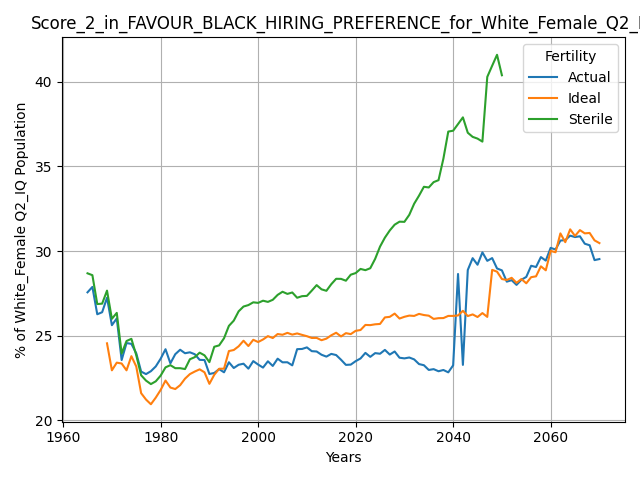 Score_2_in_FAVOUR_BLACK_HIRING_PREFERENCE_for_White_Female_Q2_
Fertility
Actual
Ideal
Sterile
% of White_Female Q2_IQ Population
40
35
30
25
20
1960
1980
2000
2020
2040
2060
Years